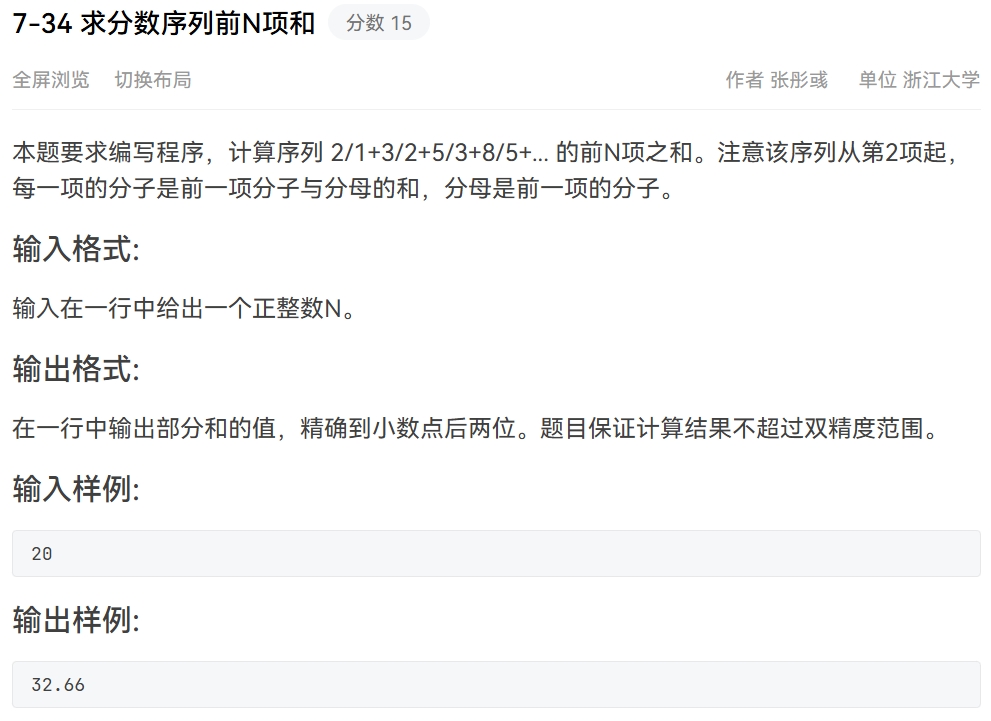 7-34 求分数序列前N项和 分数 15
全屏浏览 切换布局 作者 张彤彧 单位 浙江大学
本题要求编写程序，计算序列 2/1+3/2+5/3+8/5+... 的前N项之和。注意该序列从第2项起，
每一项的分子是前一项分子与分母的和，分母是前一项的分子。
输入格式:
输入在一行中给出一个正整数N。
输出格式:
在一行中输出部分和的值，精确到小数点后两位。题目保证计算结果不超过双精度范围。
输入样例:
20
输出样例:
32.66